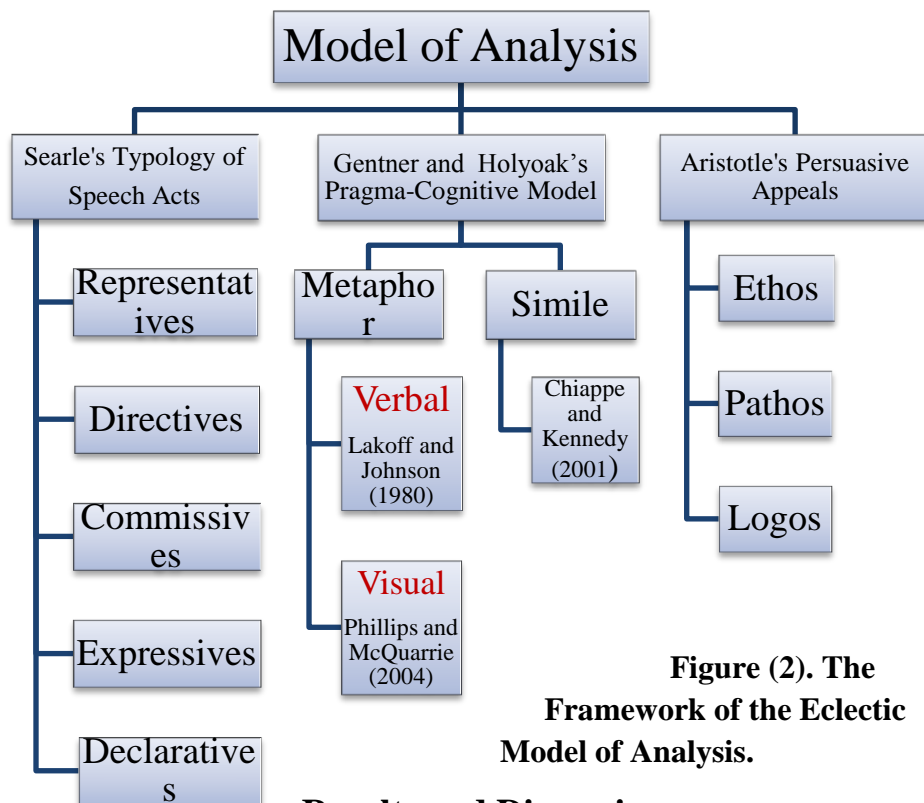 Model of Analysis
Searle's Typology of
Speech Acts
Representat
ives
Directives
Commissiv
es
Expressives
Declarative
s
Gentner and Holyoak’s
Pragma-Cognitive Model
Metapho
r
Verbal
Lakoff and
Johnson
(1980)
Visual
Phillips and
McQuarrie
(2004)
Simile
Chiappe
and
Kennedy
(2001)
Aristotle's Persuasive
Appeals
Ethos
Pathos
Logos
Figure (2). The
Framework of the Eclectic
Model of Analysis.